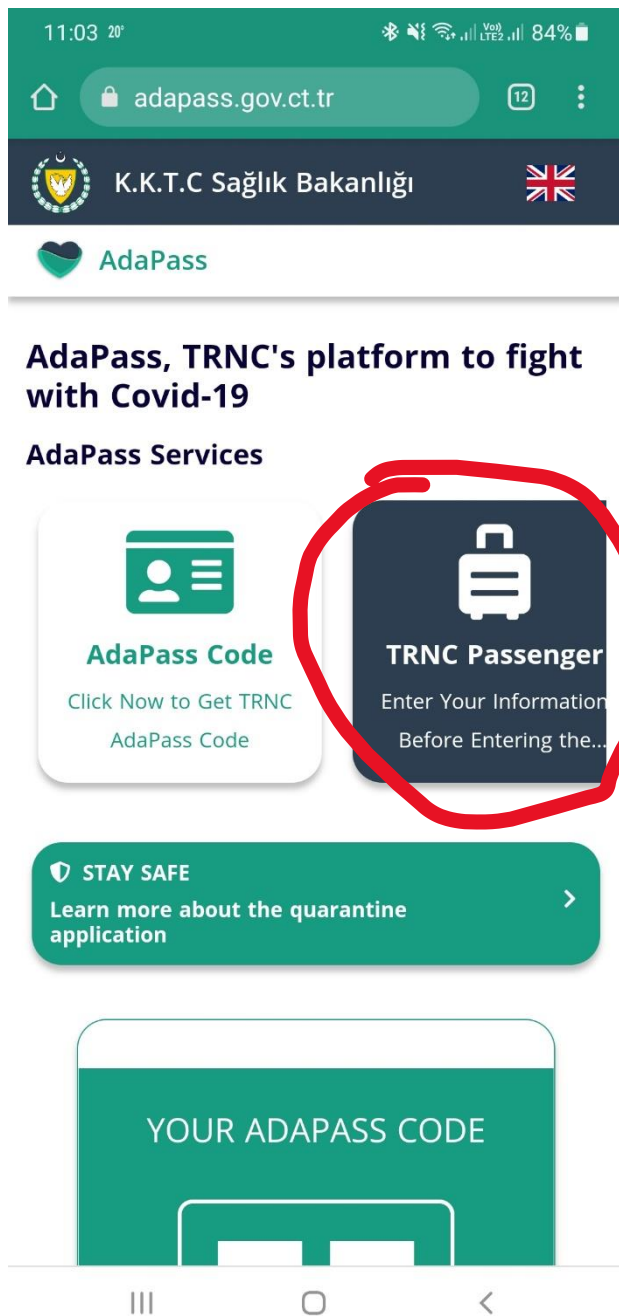 11:03 20°
Vo)) LTE2 84%
adapass.gov.ct.tr
12
K.K.T.C Sağlık Bakanlığı
AdaPass
AdaPass, TRNC's platform to fight
with Covid-19
AdaPass Services
AdaPass Code
Click Now to Get TRNC
AdaPass Code
TRNC Passenger
Enter Your Information
Before Entering the...
STAY SAFE
Learn more about the quarantine
application
YOUR ADAPASS CODE